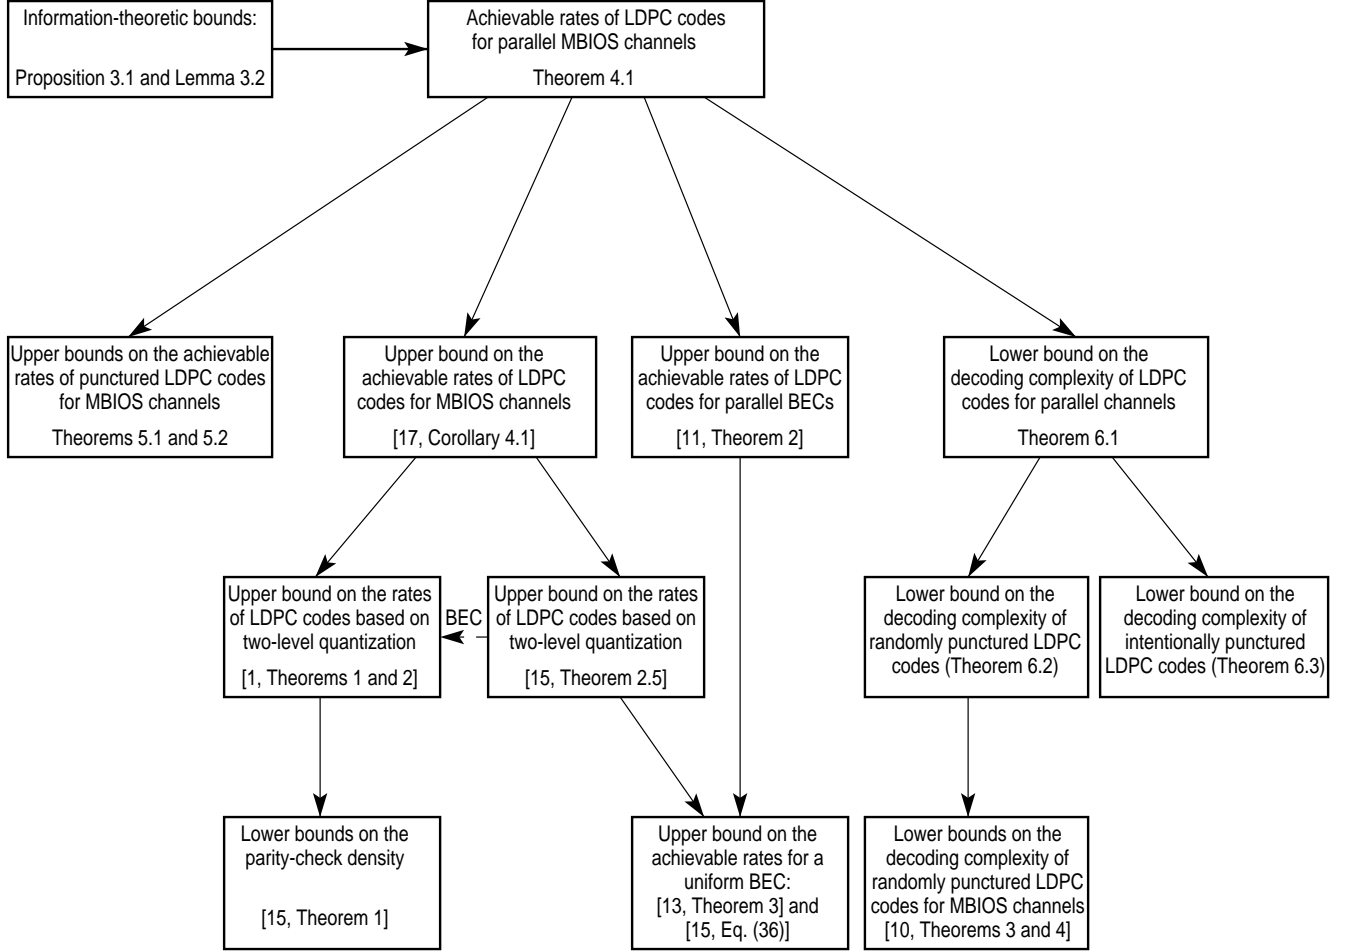 Information-theoretic bounds:
Proposition 3.1 and Lemma 3.2
Achievable rates of LDPC codes
for parallel MBIOS channels
Theorem 4.1
Upper bounds on the achievable
rates of punctured LDPC codes
for MBIOS channels
Theorems 5.1 and 5.2
Upper bound on the
achievable rates of LDPC
codes for MBIOS channels
[17, Corollary 4.1]
Upper bound on the
achievable rates of LDPC
codes for parallel BECs
[11, Theorem 2]
Lower bound on the
decoding complexity of LDPC
codes for parallel channels
Theorem 6.1
Upper bound on the rates
of LDPC codes based on
two-level quantization
[1, Theorems 1 and 2]
BEC
Upper bound on the rates
of LDPC codes based on
two-level quantization
[15, Theorem 2.5]
Lower bound on the
decoding complexity of
randomly punctured LDPC
codes (Theorem 6.2)
Lower bound on the
decoding complexity of
intentionally punctured
LDPC codes (Theorem 6.3)
Lower bounds on the
parity-check density
[15, Theorem 1]
Upper bound on the
achievable rates for a
uniform BEC:
[13, Theorem 3] and
[15, Eq. (36)]
Lower bounds on the
decoding complexity of
randomly punctured LDPC
codes for MBIOS channels
[10, Theorems 3 and 4]